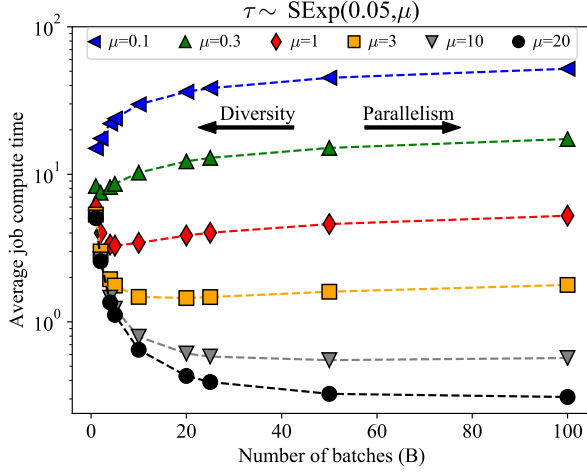 τ ~ SExp(0.05,μ)
μ=0.1 μ=0.3 μ=1 μ=3 μ=10 μ=20
Diversity Parallelism
Average job compute time
10²
10¹
10⁰
0 20 40 60 80 100
Number of batches (B)